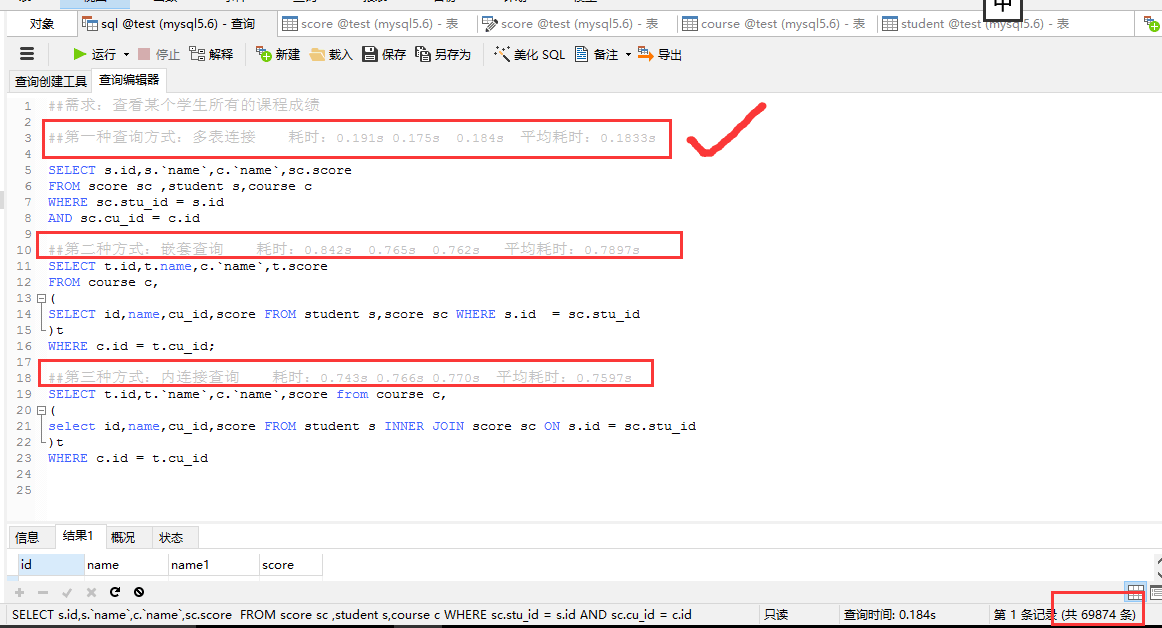 对象
sql @test (mysql5.6) - 查询
score @test (mysql5.6) - 表
score @test (mysql5.6) - 表
course @test (mysql5.6) - 表
student @test (mysql5.6) - 表
中
运行
停止
解释
新建
载入
保存
另存为
美化 SQL
备注
导出
查询创建工具
查询编辑器
1 ##需求：查看某个学生所有的课程成绩
2
3 ##第一种查询方式：多表连接 耗时：0.191s 0.175s 0.184s 平均耗时：0.1833s
4
5 SELECT s.id,s.`name`,c.`name`,sc.score
6 FROM score sc ,student s,course c
7 WHERE sc.stu_id = s.id
8 AND sc.cu_id = c.id
9
10 ##第二种方式：嵌套查询 耗时：0.842s 0.765s 0.762s 平均耗时：0.7897s
11 SELECT t.id,t.name,c.`name`,t.score
12 FROM course c,
13 (
14 SELECT id,name,cu_id,score FROM student s,score sc WHERE s.id = sc.stu_id
15 )t
16 WHERE c.id = t.cu_id;
17
18 ##第三种方式：内连接查询 耗时：0.743s 0.766s 0.770s 平均耗时：0.7597s
19 SELECT t.id,t.`name`,c.`name`,score from course c,
20 (
21 select id,name,cu_id,score FROM student s INNER JOIN score sc ON s.id = sc.stu_id
22 )t
23 WHERE c.id = t.cu_id
24
25
信息
结果1
概况
状态
id name name1 score
SELECT s.id,s.`name`,c.`name`,sc.score FROM score sc ,student s,course c WHERE sc.stu_id = s.id AND sc.cu_id = c.id
只读
查询时间: 0.184s
第 1 条记录 (共 69874 条)